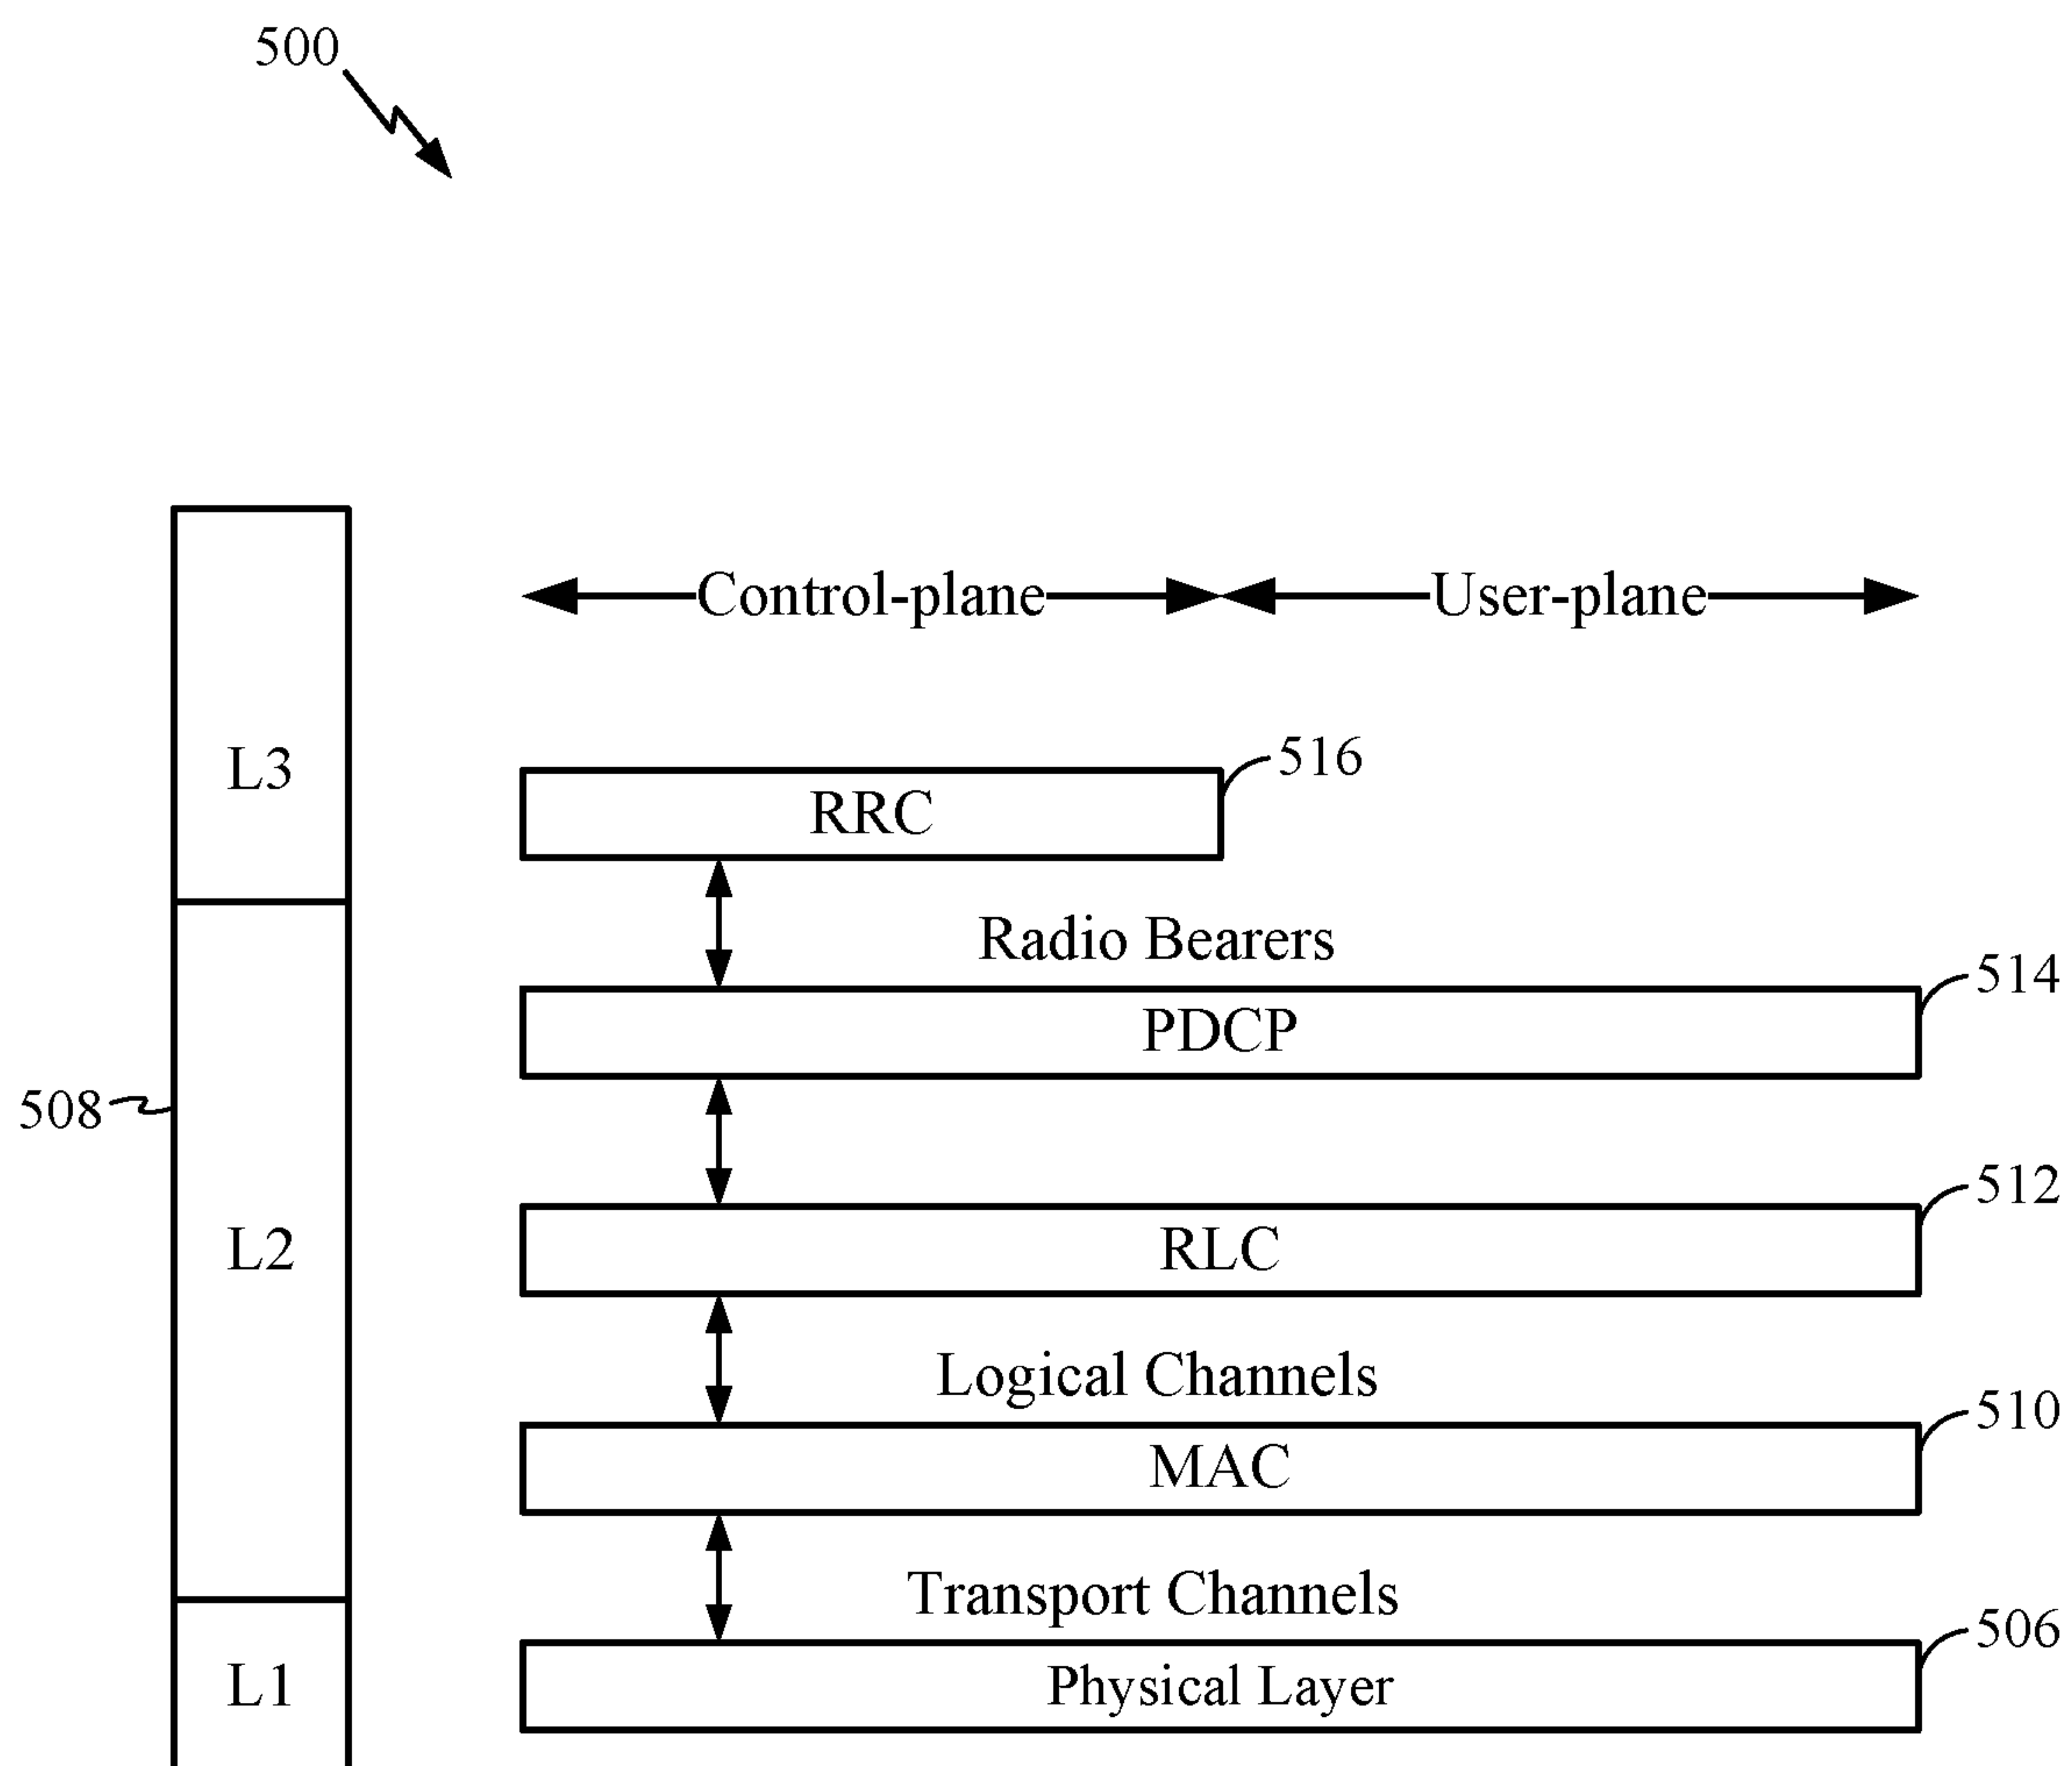 500
Control-plane
User-plane
L3
516
RRC
Radio Bearers
514
PDCP
508
512
L2
RLC
Logical Channels
510
MAC
Transport Channels
506
L1
Physical Layer